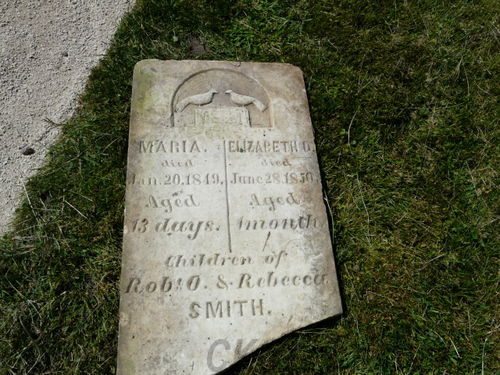 MARIA. ELIZABETH O.
died died
Jan. 20. 1849. June 28. 1850.
Aged Aged
13 days. 1 month
Children of
Robt O. & Rebecca
SMITH.
CK